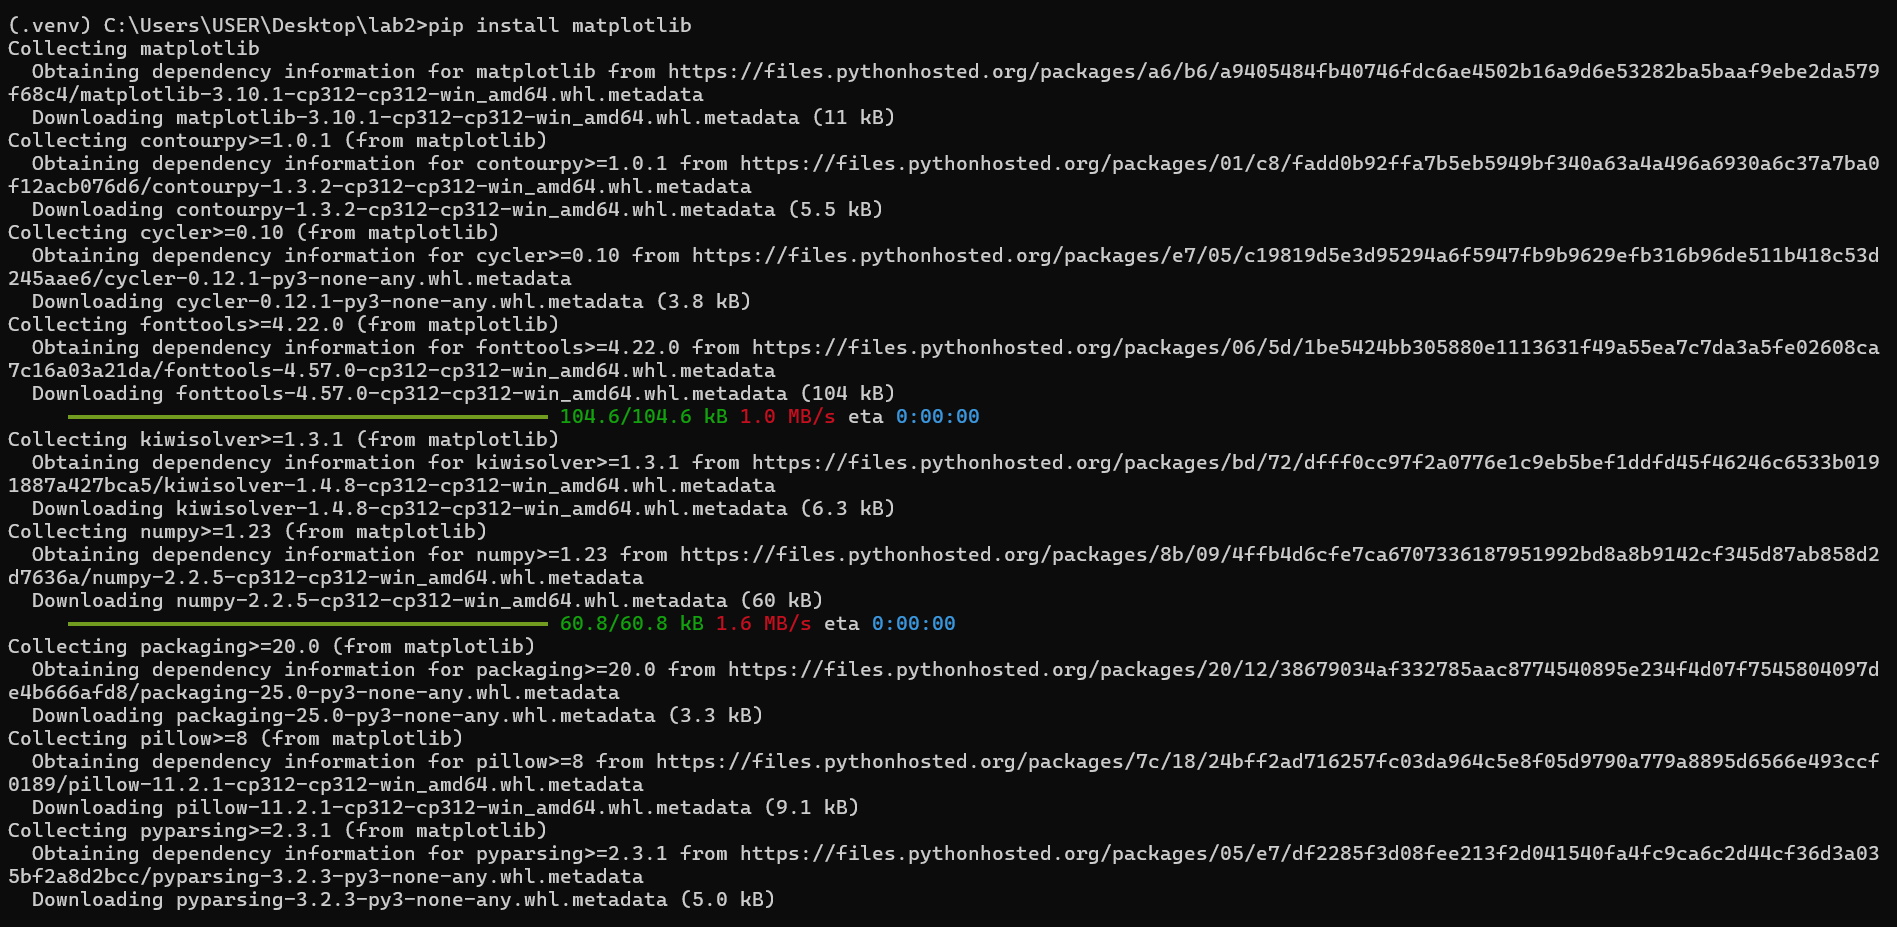 (.venv) C:\Users\USER\Desktop\lab2>pip install matplotlib
Collecting matplotlib
  Obtaining dependency information for matplotlib from https://files.pythonhosted.org/packages/a6/b6/a9405484fb40746fdc6ae4502b16a9d6e53282ba5baaf9ebe2da579
f68c4/matplotlib-3.10.1-cp312-cp312-win_amd64.whl.metadata
  Downloading matplotlib-3.10.1-cp312-cp312-win_amd64.whl.metadata (11 kB)
Collecting contourpy>=1.0.1 (from matplotlib)
  Obtaining dependency information for contourpy>=1.0.1 from https://files.pythonhosted.org/packages/01/c8/fadd0b92ffa7b5eb5949bf340a63a4a496a6930a6c37a7ba0
f12acb076d6/contourpy-1.3.2-cp312-cp312-win_amd64.whl.metadata
  Downloading contourpy-1.3.2-cp312-cp312-win_amd64.whl.metadata (5.5 kB)
Collecting cycler>=0.10 (from matplotlib)
  Obtaining dependency information for cycler>=0.10 from https://files.pythonhosted.org/packages/e7/05/c19819d5e3d95294a6f5947fb9b9629efb316b96de511b418c53d
245aae6/cycler-0.12.1-py3-none-any.whl.metadata
  Downloading cycler-0.12.1-py3-none-any.whl.metadata (3.8 kB)
Collecting fonttools>=4.22.0 (from matplotlib)
  Obtaining dependency information for fonttools>=4.22.0 from https://files.pythonhosted.org/packages/06/5d/1be5424bb305880e1113631f49a55ea7c7da3a5fe02608ca
7c16a03a21da/fonttools-4.57.0-cp312-cp312-win_amd64.whl.metadata
  Downloading fonttools-4.57.0-cp312-cp312-win_amd64.whl.metadata (104 kB)
104.6/104.6 kB 1.0 MB/s eta 0:00:00
Collecting kiwisolver>=1.3.1 (from matplotlib)
  Obtaining dependency information for kiwisolver>=1.3.1 from https://files.pythonhosted.org/packages/bd/72/dfff0cc97f2a0776e1c9eb5bef1ddfd45f46246c6533b019
1887a427bca5/kiwisolver-1.4.8-cp312-cp312-win_amd64.whl.metadata
  Downloading kiwisolver-1.4.8-cp312-cp312-win_amd64.whl.metadata (6.3 kB)
Collecting numpy>=1.23 (from matplotlib)
  Obtaining dependency information for numpy>=1.23 from https://files.pythonhosted.org/packages/8b/09/4ffb4d6cfe7ca6707336187951992bd8a8b9142cf345d87ab858d2
d7636a/numpy-2.2.5-cp312-cp312-win_amd64.whl.metadata
  Downloading numpy-2.2.5-cp312-cp312-win_amd64.whl.metadata (60 kB)
60.8/60.8 kB 1.6 MB/s eta 0:00:00
Collecting packaging>=20.0 (from matplotlib)
  Obtaining dependency information for packaging>=20.0 from https://files.pythonhosted.org/packages/20/12/38679034af332785aac8774540895e234f4d07f7545804097d
e4b666afd8/packaging-25.0-py3-none-any.whl.metadata
  Downloading packaging-25.0-py3-none-any.whl.metadata (3.3 kB)
Collecting pillow>=8 (from matplotlib)
  Obtaining dependency information for pillow>=8 from https://files.pythonhosted.org/packages/7c/18/24bff2ad716257fc03da964c5e8f05d9790a779a8895d6566e493ccf
0189/pillow-11.2.1-cp312-cp312-win_amd64.whl.metadata
  Downloading pillow-11.2.1-cp312-cp312-win_amd64.whl.metadata (9.1 kB)
Collecting pyparsing>=2.3.1 (from matplotlib)
  Obtaining dependency information for pyparsing>=2.3.1 from https://files.pythonhosted.org/packages/05/e7/df2285f3d08fee213f2d041540fa4fc9ca6c2d44cf36d3a03
5bf2a8d2bcc/pyparsing-3.2.3-py3-none-any.whl.metadata
  Downloading pyparsing-3.2.3-py3-none-any.whl.metadata (5.0 kB)